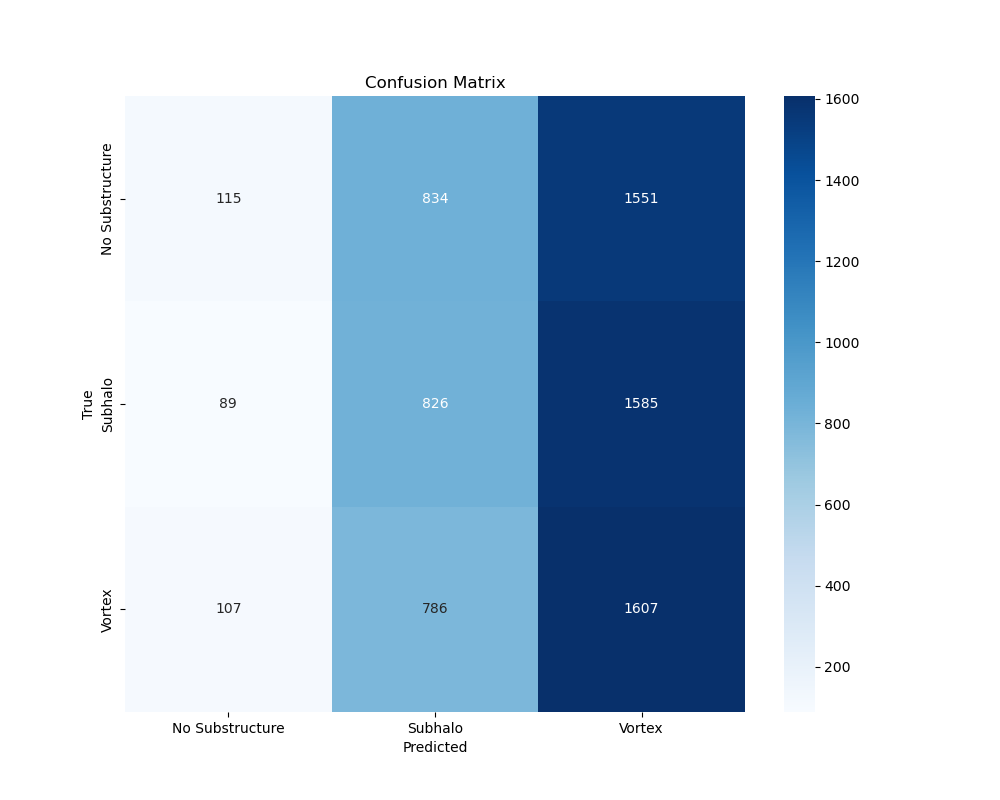 Confusion Matrix
No Substructure
115
834
1551
Subhalo
89
826
1585
Vortex
107
786
1607
True
No Substructure
Subhalo
Vortex
Predicted
1600
1400
1200
1000
800
600
400
200